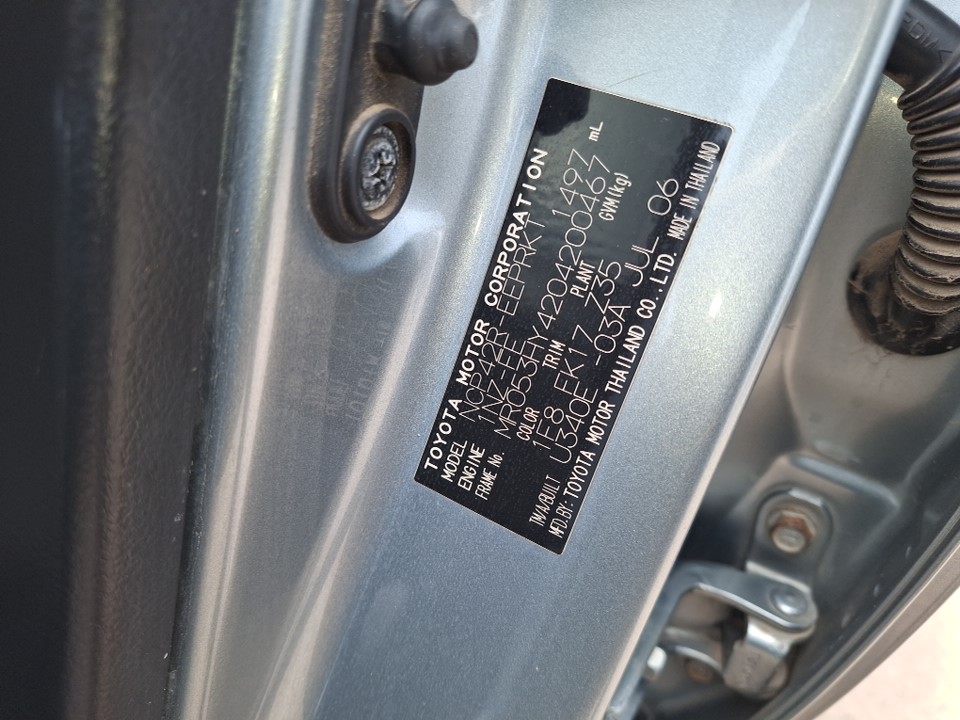 TOYOTA MOTOR CORPORATION
MODEL NCP42R-EEPRKT
ENGINE 1NZ-FE 1497 mL
FRAME No. MR053HY4204200467
COLOR TRIM PLANT GVM(kg)
1E8 EK17 Z35
TM/A/BUILT U340E -03A JUL 06
MFD.BY:TOYOTA MOTOR THAILAND CO.,LTD. MADE IN THAILAND